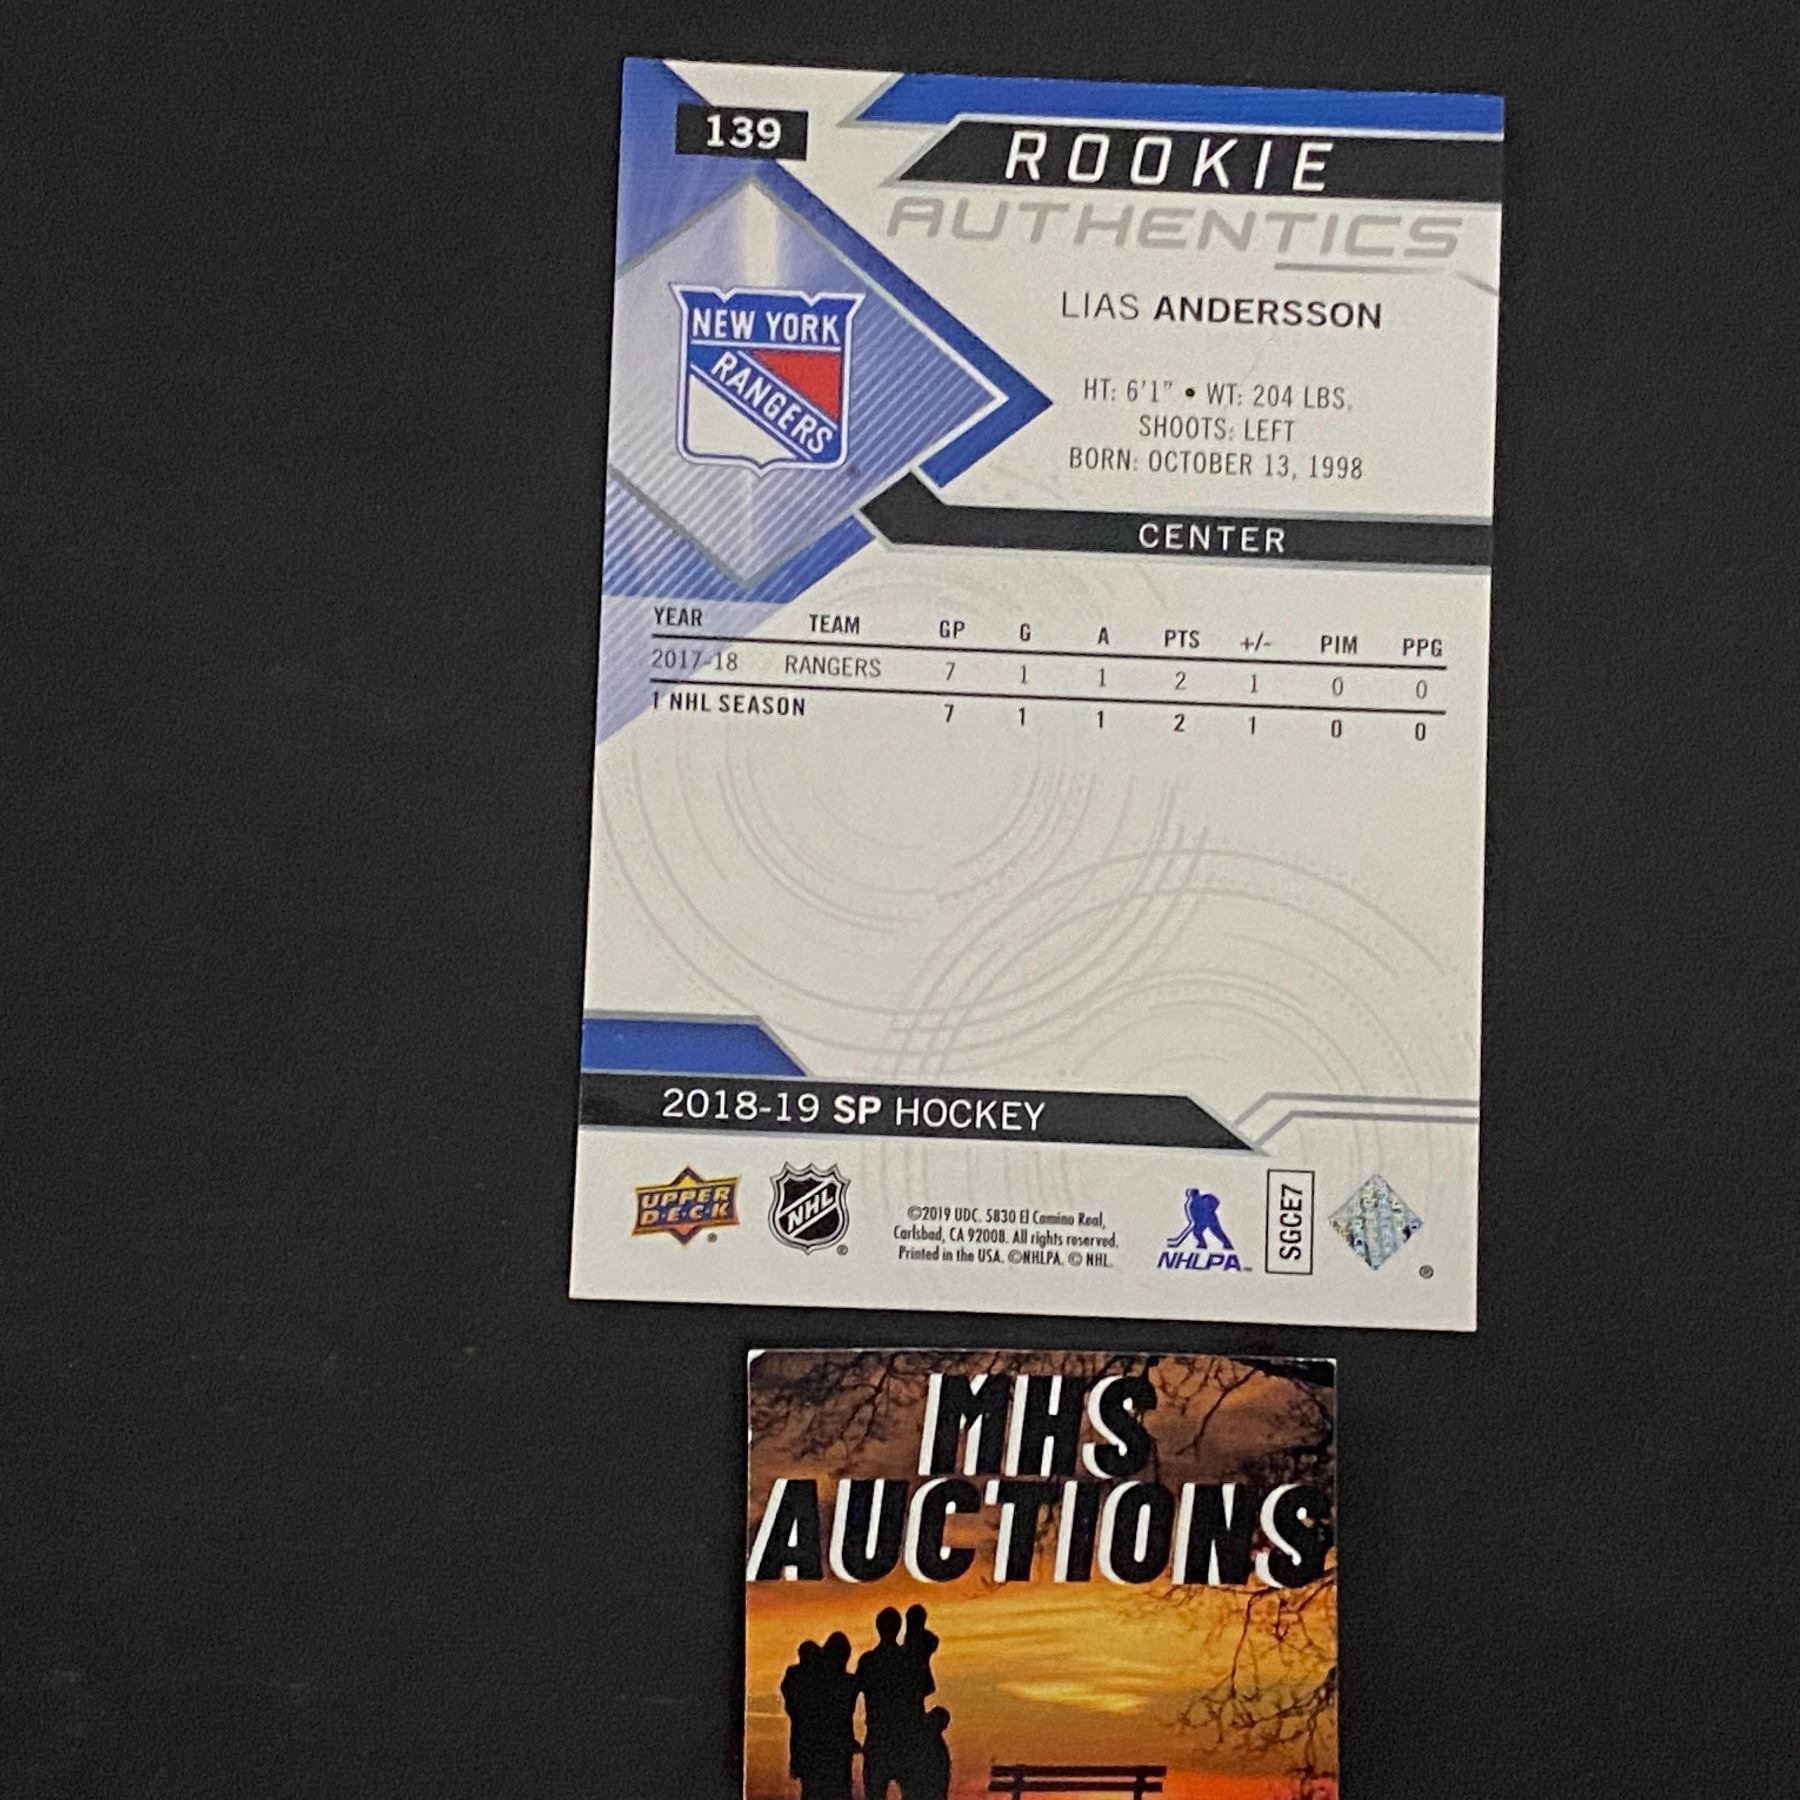 139
ROOKIE
AUTHENTICS
NEW YORK
RANGERS
LIAS ANDERSSON
HT: 6'1" • WT: 204 LBS.
SHOOTS: LEFT
BORN: OCTOBER 13, 1998
CENTER
YEAR TEAM GP G A PTS +/- PIM PPG
2017-18 RANGERS 7 1 1 2 1 0 0
1 NHL SEASON 7 1 1 2 1 0 0
2018-19 SP HOCKEY
UPPER
D·E·C·K
®
NHL
®
©2019 UDC. 5830 El Camino Real,
Carlsbad, CA 92008. All rights reserved.
Printed in the USA. ©NHLPA. © NHL.
NHLPA™
SGCE7
®
MHS
AUCTIONS